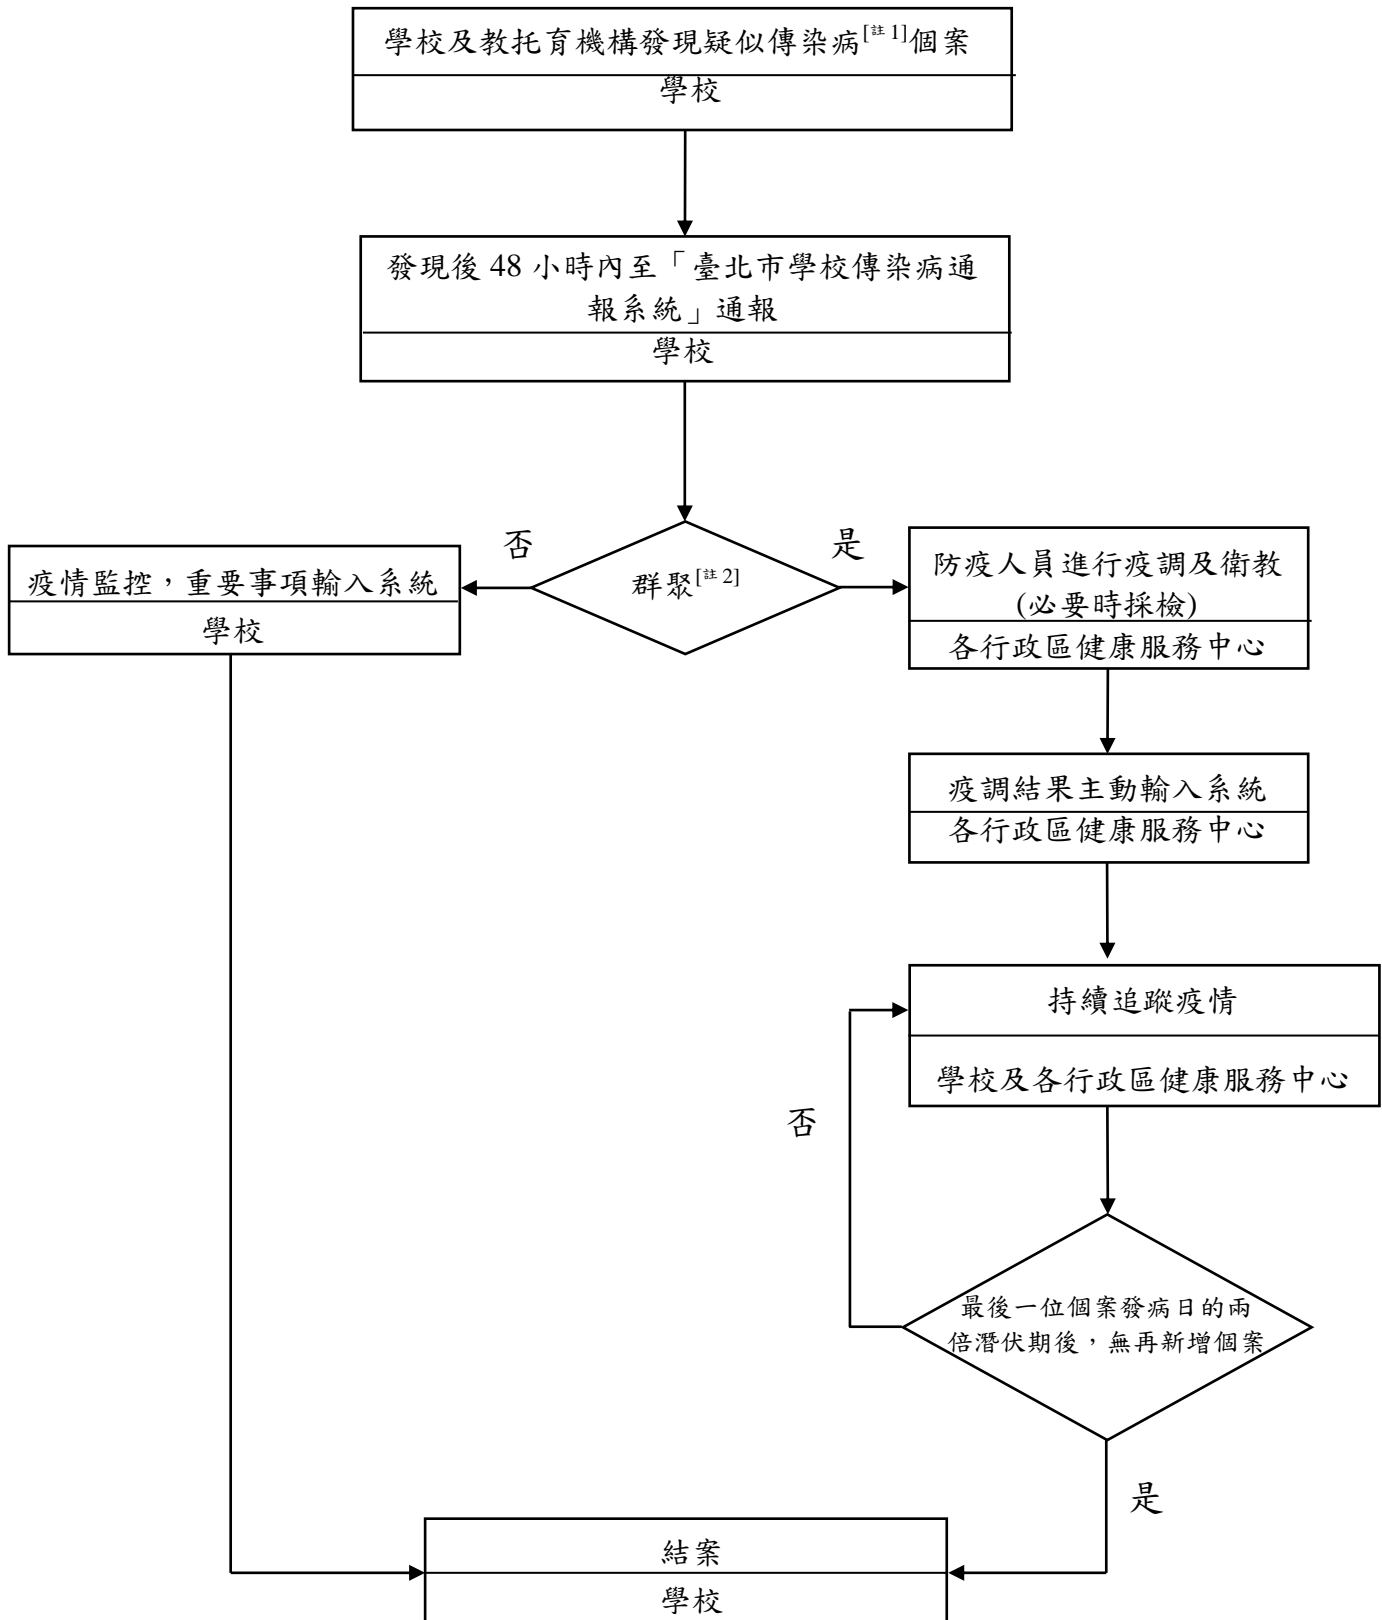 學校及教托育機構發現疑似傳染病[註 1]個案
學校
發現後 48 小時內至「臺北市學校傳染病通
報系統」通報
學校
否
是
群聚[註 2]
疫情監控，重要事項輸入系統
學校
防疫人員進行疫調及衛教
(必要時採檢)
各行政區健康服務中心
疫調結果主動輸入系統
各行政區健康服務中心
持續追蹤疫情
學校及各行政區健康服務中心
否
最後一位個案發病日的兩
倍潛伏期後，無再新增個案
是
結案
學校